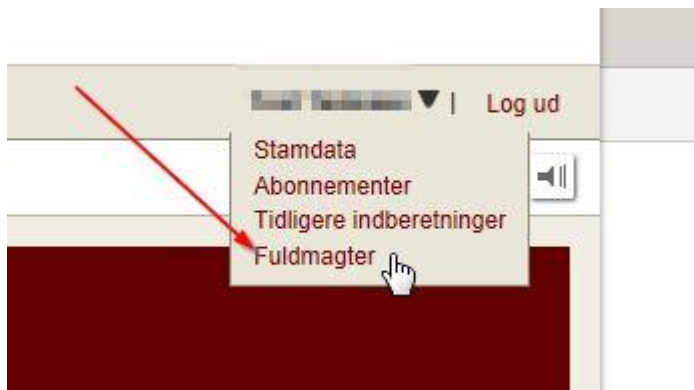 | Log ud
Stamdata
Abonnementer
Tidligere indberetninger
Fuldmagter